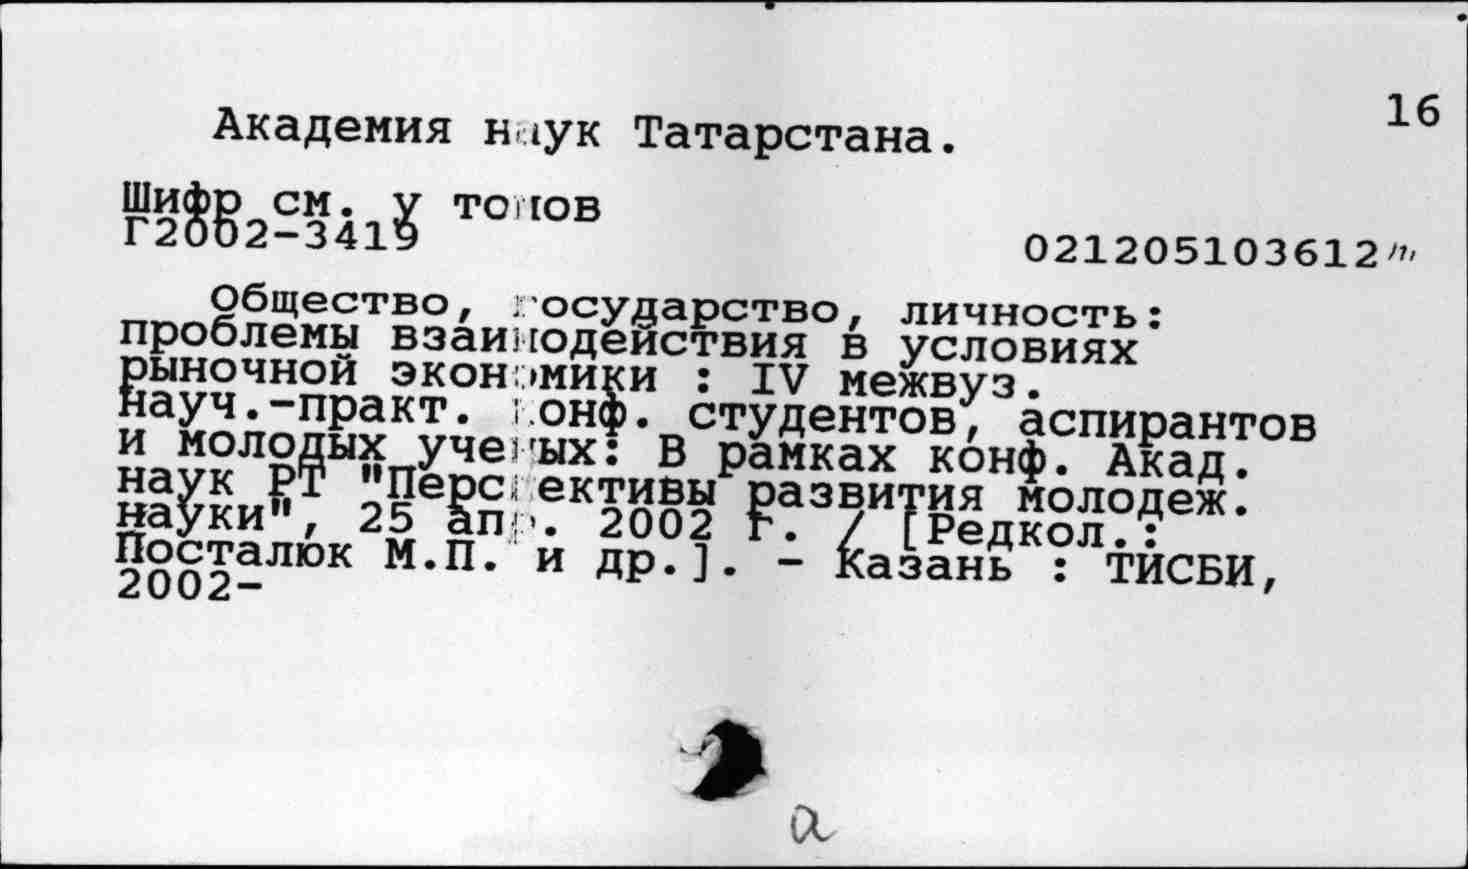 16
Академия наук Татарстана.
Шифр см. у томов
Г2002-3419
021205103612
Общество, государство, личность:
проблемы взаимодействия в условиях
рыночной экономики : IV межвуз.
науч.-практ. конф. студентов, аспирантов
и молодых ученых: В рамках конф. Акад.
наук РТ "Перспективы развития молодеж.
науки", 25 апр. 2002 г. / [Редкол.:
Посталюк М.П. и др.]. - Казань : ТИСБИ,
2002-
a